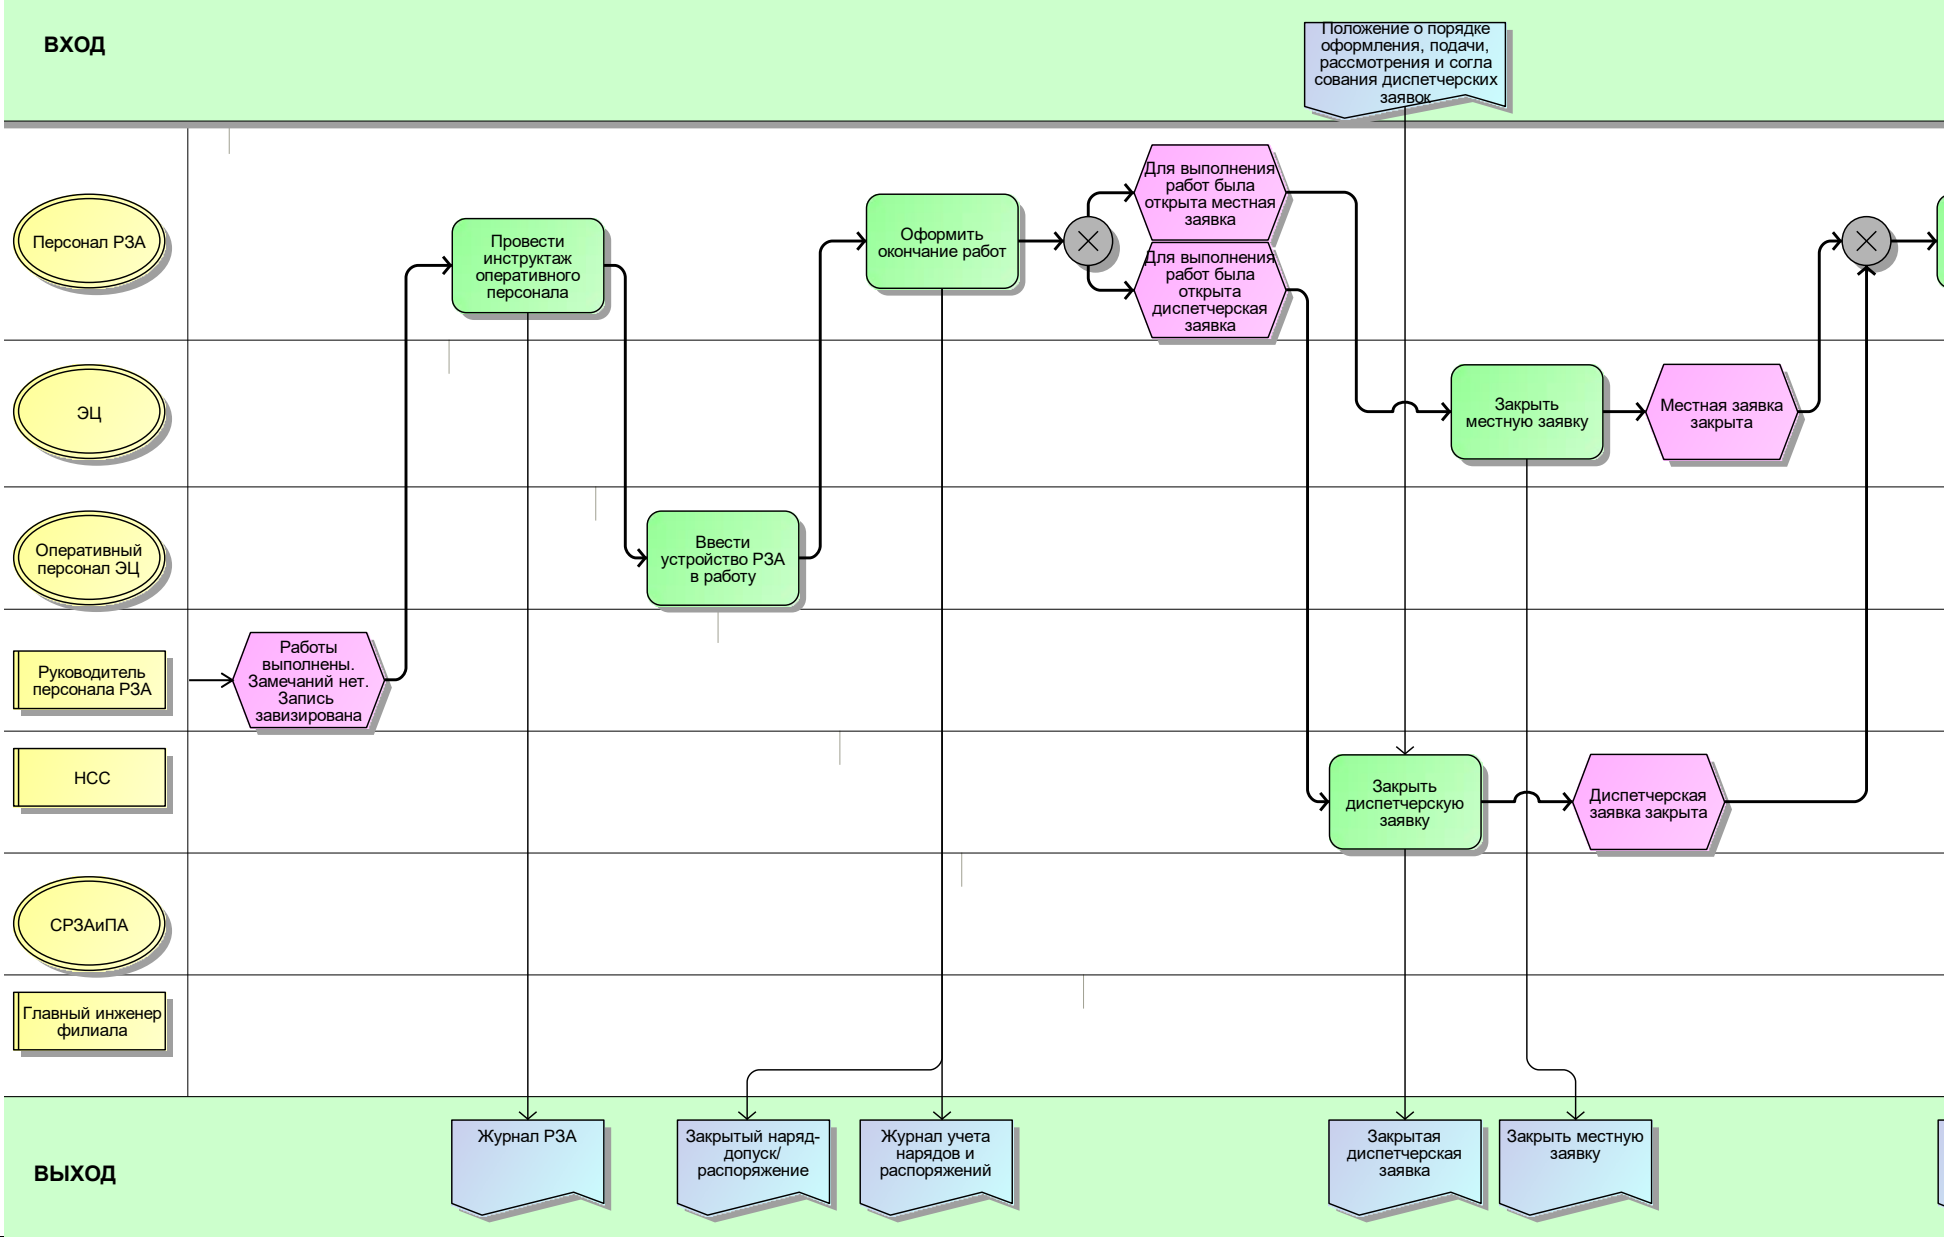 ВХОД
Положение о порядке
оформления, подачи,
рассмотрения и согла
сования диспетчерских
заявок
Персонал РЗА
Провести
инструктаж
оперативного
персонала
Оформить
окончание работ
Для выполнения
работ была
открыта местная
заявка
Для выполнения
работ была
открыта
диспетчерская
заявка
ЭЦ
Закрыть
местную заявку
Местная заявка
закрыта
Оперативный
персонал ЭЦ
Ввести
устройство РЗА
в работу
Руководитель
персонала РЗА
Работы
выполнены.
Замечаний нет.
Запись
завизирована
НСС
Закрыть
диспетчерскую
заявку
Диспетчерская
заявка закрыта
СРЗАиПА
Главный инженер
филиала
ВЫХОД
Журнал РЗА
Закрытый наряд-
допуск/
распоряжение
Журнал учета
нарядов и
распоряжений
Закрытая
диспетчерская
заявка
Закрыть местную
заявку